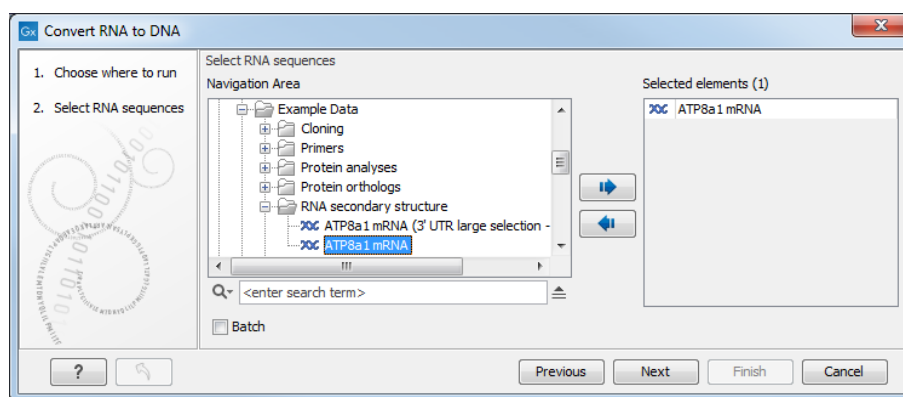 Gx Convert RNA to DNA
1. Choose where to run
2. Select RNA sequences
Select RNA sequences
Navigation Area
Example Data
Cloning
Primers
Protein analyses
Protein orthologs
RNA secondary structure
ATP8a1 mRNA (3' UTR large selection -
ATP8a1 mRNA
<enter search term>
Batch
Selected elements (1)
ATP8a1 mRNA
?
Previous
Next
Finish
Cancel